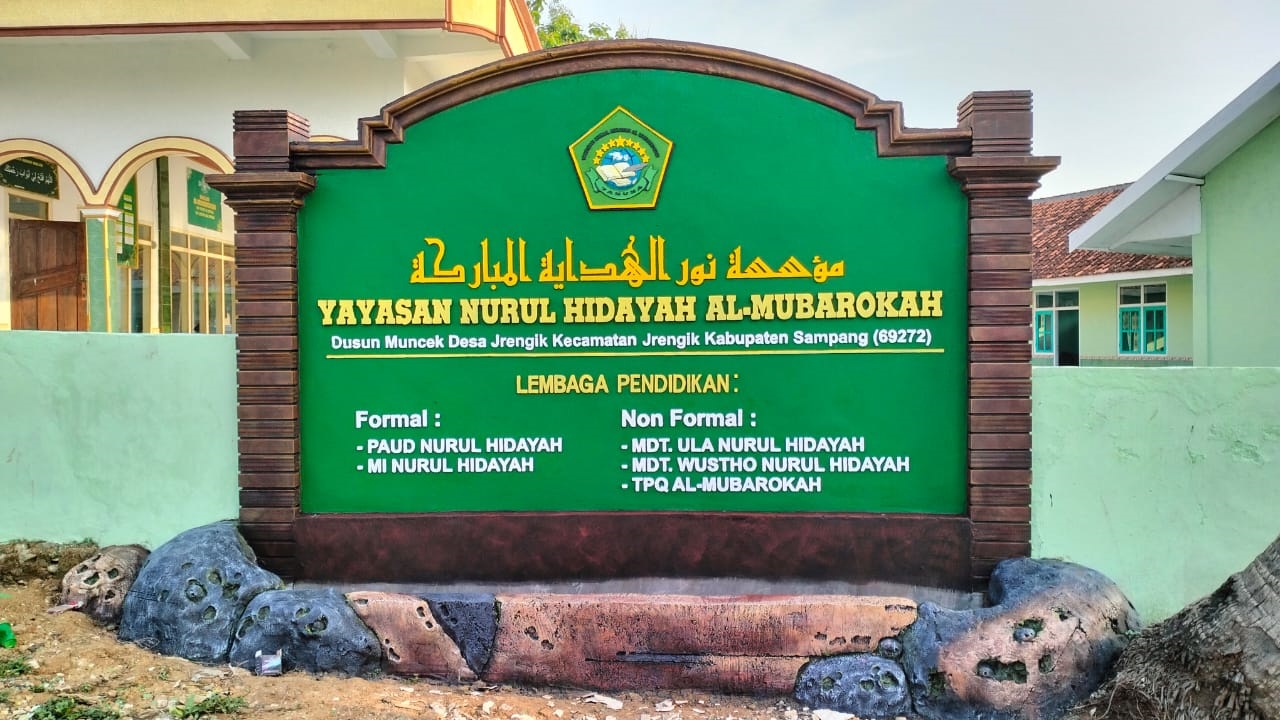 YASUBA
مؤسسة نور الهداية المباركة
YAYASAN NURUL HIDAYAH AL-MUBAROKAH
Dusun Muncek Desa Jrengik Kecamatan Jrengik Kabupaten Sampang (69272)
LEMBAGA PENDIDIKAN:
Formal :
- PAUD NURUL HIDAYAH
- MI NURUL HIDAYAH
Non Formal :
- MDT. ULA NURUL HIDAYAH
- MDT. WUSTHO NURUL HIDAYAH
- TPQ AL-MUBAROKAH